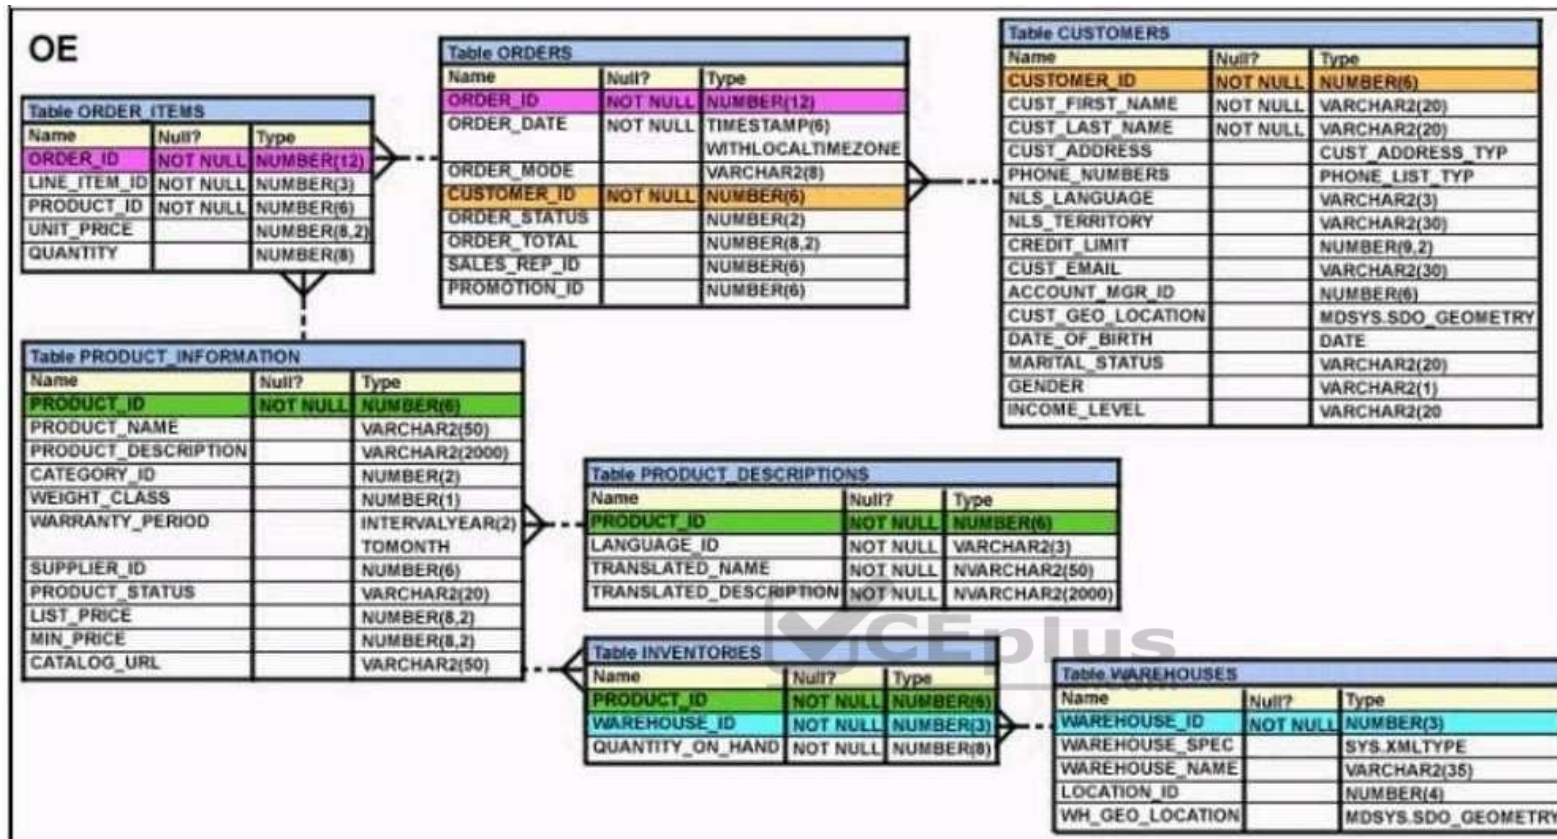 OE
Table ORDER_ITEMS
Name Null? Type
ORDER_ID NOT NULL NUMBER(12)
LINE_ITEM_ID NOT NULL NUMBER(3)
PRODUCT_ID NOT NULL NUMBER(6)
UNIT_PRICE NUMBER(8,2)
QUANTITY NUMBER(8)
Table ORDERS
Name Null? Type
ORDER_ID NOT NULL NUMBER(12)
ORDER_DATE NOT NULL TIMESTAMP(6)
WITHLOCALTIMEZONE
ORDER_MODE VARCHAR2(8)
CUSTOMER_ID NOT NULL NUMBER(6)
ORDER_STATUS NUMBER(2)
ORDER_TOTAL NUMBER(8,2)
SALES_REP_ID NUMBER(6)
PROMOTION_ID NUMBER(6)
Table CUSTOMERS
Name Null? Type
CUSTOMER_ID NOT NULL NUMBER(6)
CUST_FIRST_NAME NOT NULL VARCHAR2(20)
CUST_LAST_NAME NOT NULL VARCHAR2(20)
CUST_ADDRESS CUST_ADDRESS_TYP
PHONE_NUMBERS PHONE_LIST_TYP
NLS_LANGUAGE VARCHAR2(3)
NLS_TERRITORY VARCHAR2(30)
CREDIT_LIMIT NUMBER(9,2)
CUST_EMAIL VARCHAR2(30)
ACCOUNT_MGR_ID NUMBER(6)
CUST_GEO_LOCATION MDSYS.SDO_GEOMETRY
DATE_OF_BIRTH DATE
MARITAL_STATUS VARCHAR2(20)
GENDER VARCHAR2(1)
INCOME_LEVEL VARCHAR2(20
Table PRODUCT_INFORMATION
Name Null? Type
PRODUCT_ID NOT NULL NUMBER(6)
PRODUCT_NAME VARCHAR2(50)
PRODUCT_DESCRIPTION VARCHAR2(2000)
CATEGORY_ID NUMBER(2)
WEIGHT_CLASS NUMBER(1)
WARRANTY_PERIOD INTERVALYEAR(2)
TOMONTH
SUPPLIER_ID NUMBER(6)
PRODUCT_STATUS VARCHAR2(20)
LIST_PRICE NUMBER(8,2)
MIN_PRICE NUMBER(8,2)
CATALOG_URL VARCHAR2(50)
Table PRODUCT_DESCRIPTIONS
Name Null? Type
PRODUCT_ID NOT NULL NUMBER(6)
LANGUAGE_ID NOT NULL VARCHAR2(3)
TRANSLATED_NAME NOT NULL NVARCHAR2(50)
TRANSLATED_DESCRIPTION NOT NULL NVARCHAR2(2000)
CEplus
.com
Table INVENTORIES
Name Null? Type
PRODUCT_ID NOT NULL NUMBER(6)
WAREHOUSE_ID NOT NULL NUMBER(3)
QUANTITY_ON_HAND NOT NULL NUMBER(8)
Table WAREHOUSES
Name Null? Type
WAREHOUSE_ID NOT NULL NUMBER(3)
WAREHOUSE_SPEC SYS.XMLTYPE
WAREHOUSE_NAME VARCHAR2(35)
LOCATION_ID NUMBER(4)
WH_GEO_LOCATION MDSYS.SDO_GEOMETRY